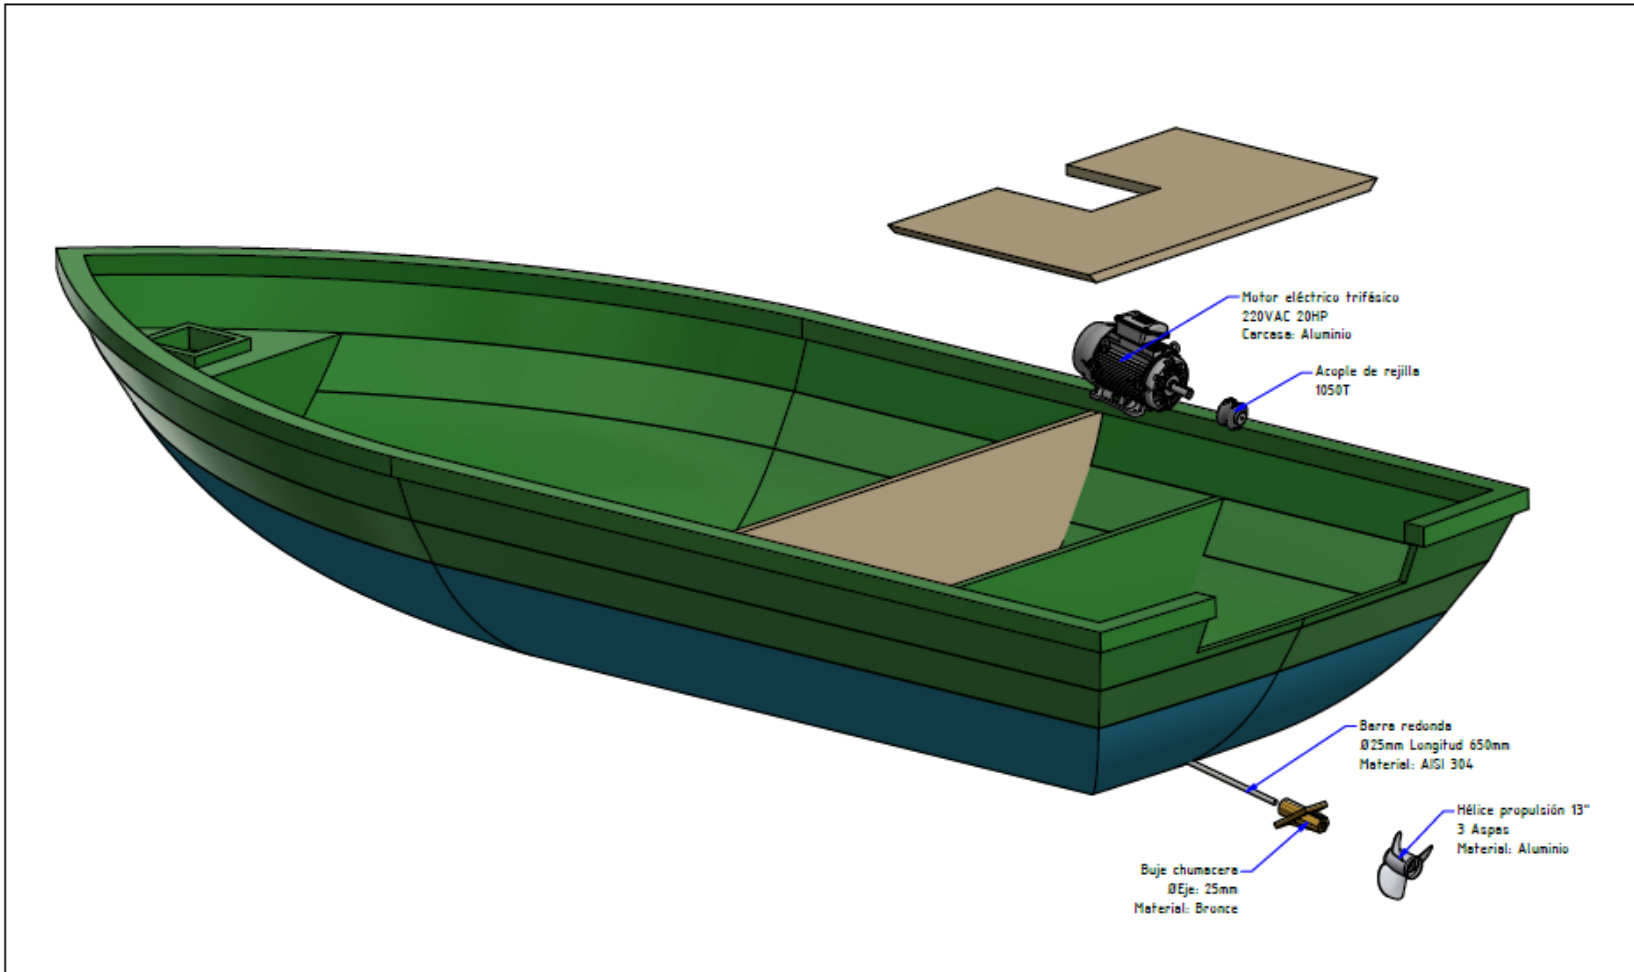 Motor eléctrico trifásico
220VAC 20HP
Carcasa: Aluminio
Acople de rejilla
1050T
Barra redonda
Ø25mm Longitud 650mm
Material: AISI 304
Hélice propulsión 13"
3 Aspas
Material: Aluminio
Buje chumacera
ØEje: 25mm
Material: Bronce